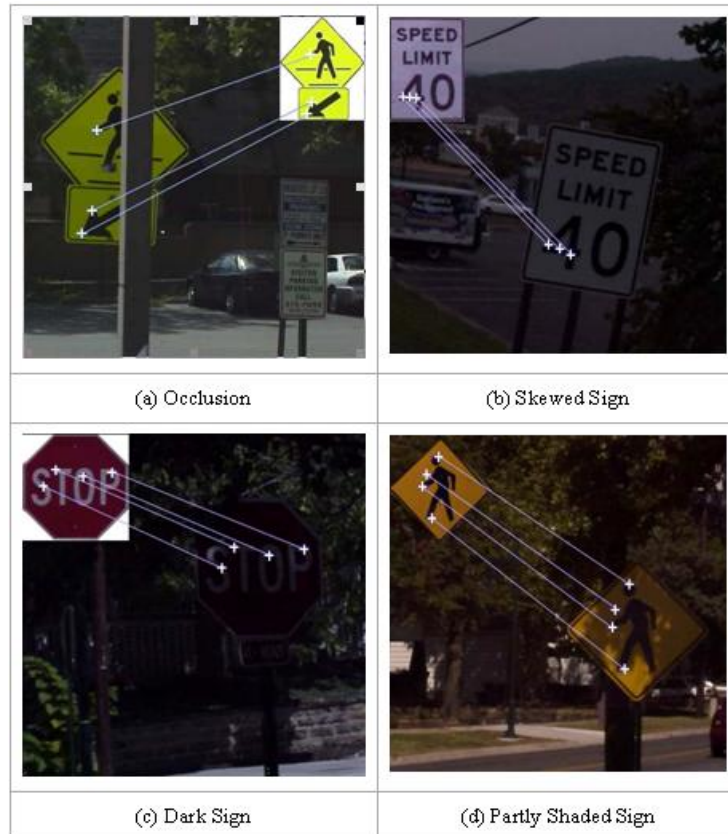 SPEED
LIMIT
40
SPEED
LIMIT
40
(a) Occlusion
(b) Skewed Sign
STOP
STOP
(c) Dark Sign
(d) Partly Shaded Sign